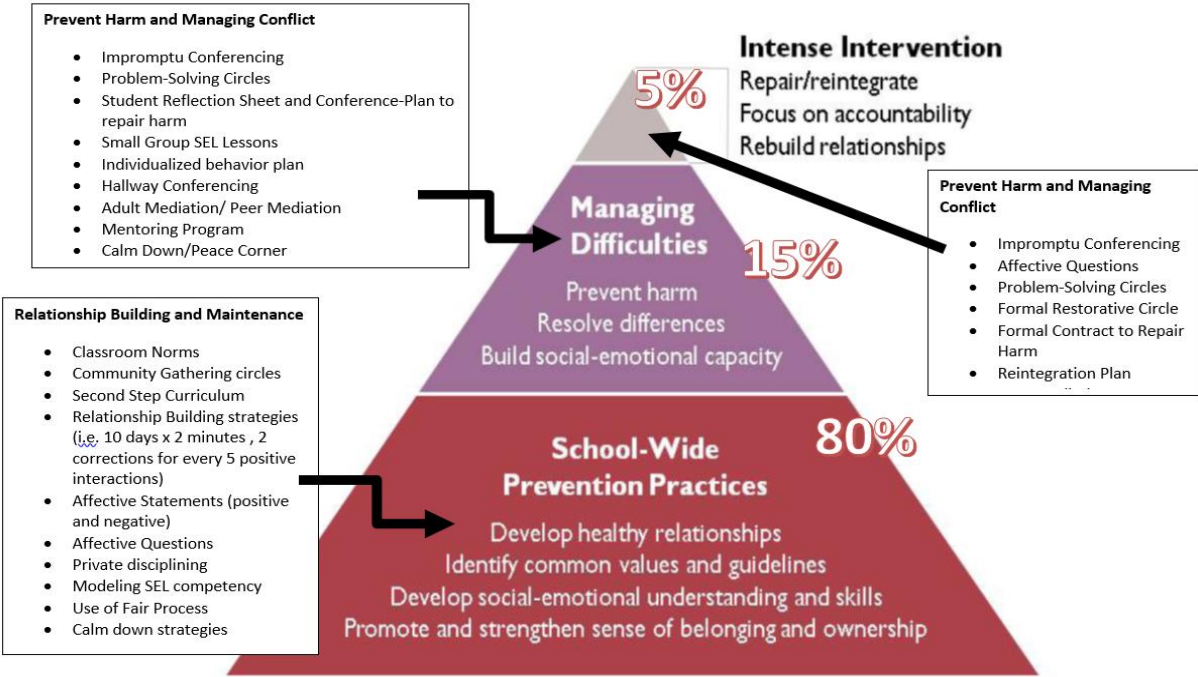 Prevent Harm and Managing Conflict
• Impromptu Conferencing
• Problem-Solving Circles
• Student Reflection Sheet and Conference-Plan to
repair harm
• Small Group SEL Lessons
• Individualized behavior plan
• Hallway Conferencing
• Adult Mediation/ Peer Mediation
• Mentoring Program
• Calm Down/Peace Corner
Intense Intervention
Repair/reintegrate
Focus on accountability
Rebuild relationships
5%
Prevent Harm and Managing
Conflict
• Impromptu Conferencing
• Affective Questions
• Problem-Solving Circles
• Formal Restorative Circle
• Formal Contract to Repair
Harm
• Reintegration Plan
Managing
Difficulties
15%
Prevent harm
Resolve differences
Build social-emotional capacity
Relationship Building and Maintenance
• Classroom Norms
• Community Gathering circles
• Second Step Curriculum
• Relationship Building strategies
(i.e. 10 days x 2 minutes , 2
corrections for every 5 positive
interactions)
• Affective Statements (positive
and negative)
• Affective Questions
• Private disciplining
• Modeling SEL competency
• Use of Fair Process
• Calm down strategies
80%
School-Wide
Prevention Practices
Develop healthy relationships
Identify common values and guidelines
Develop social-emotional understanding and skills
Promote and strengthen sense of belonging and ownership